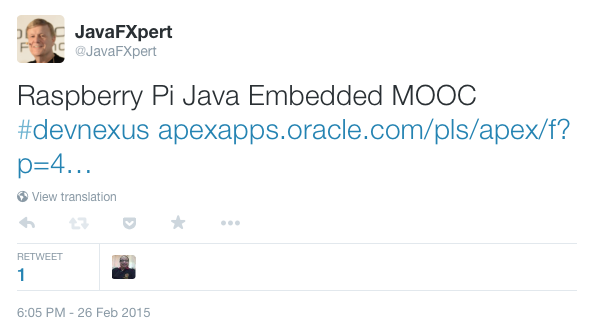 JavaFXpert
@JavaFXpert
Raspberry Pi Java Embedded MOOC
#devnexus apexapps.oracle.com/pls/apex/f?
p=4…
View translation
RETWEET
1
6:05 PM - 26 Feb 2015